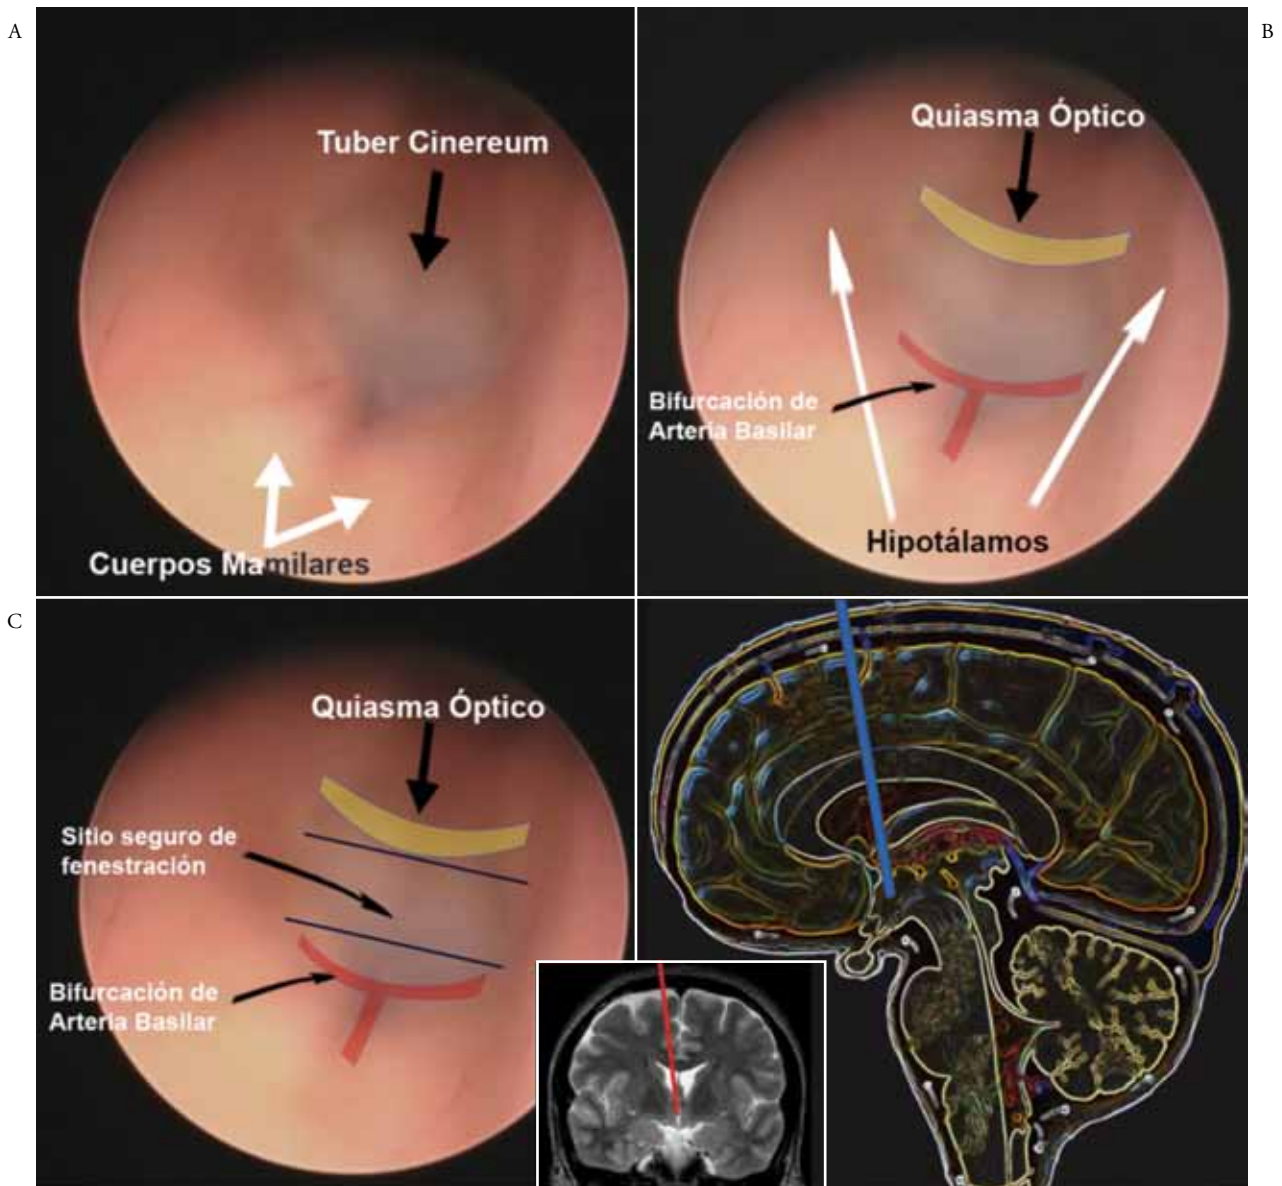 A
B
Tuber Cinereum
Cuerpos Mamilares
Quiasma Óptico
Bifurcación de
Arteria Basilar
Hipotálamos
C
Quiasma Óptico
Sitio seguro de
fenestración
Bifurcación de
Arteria Basilar